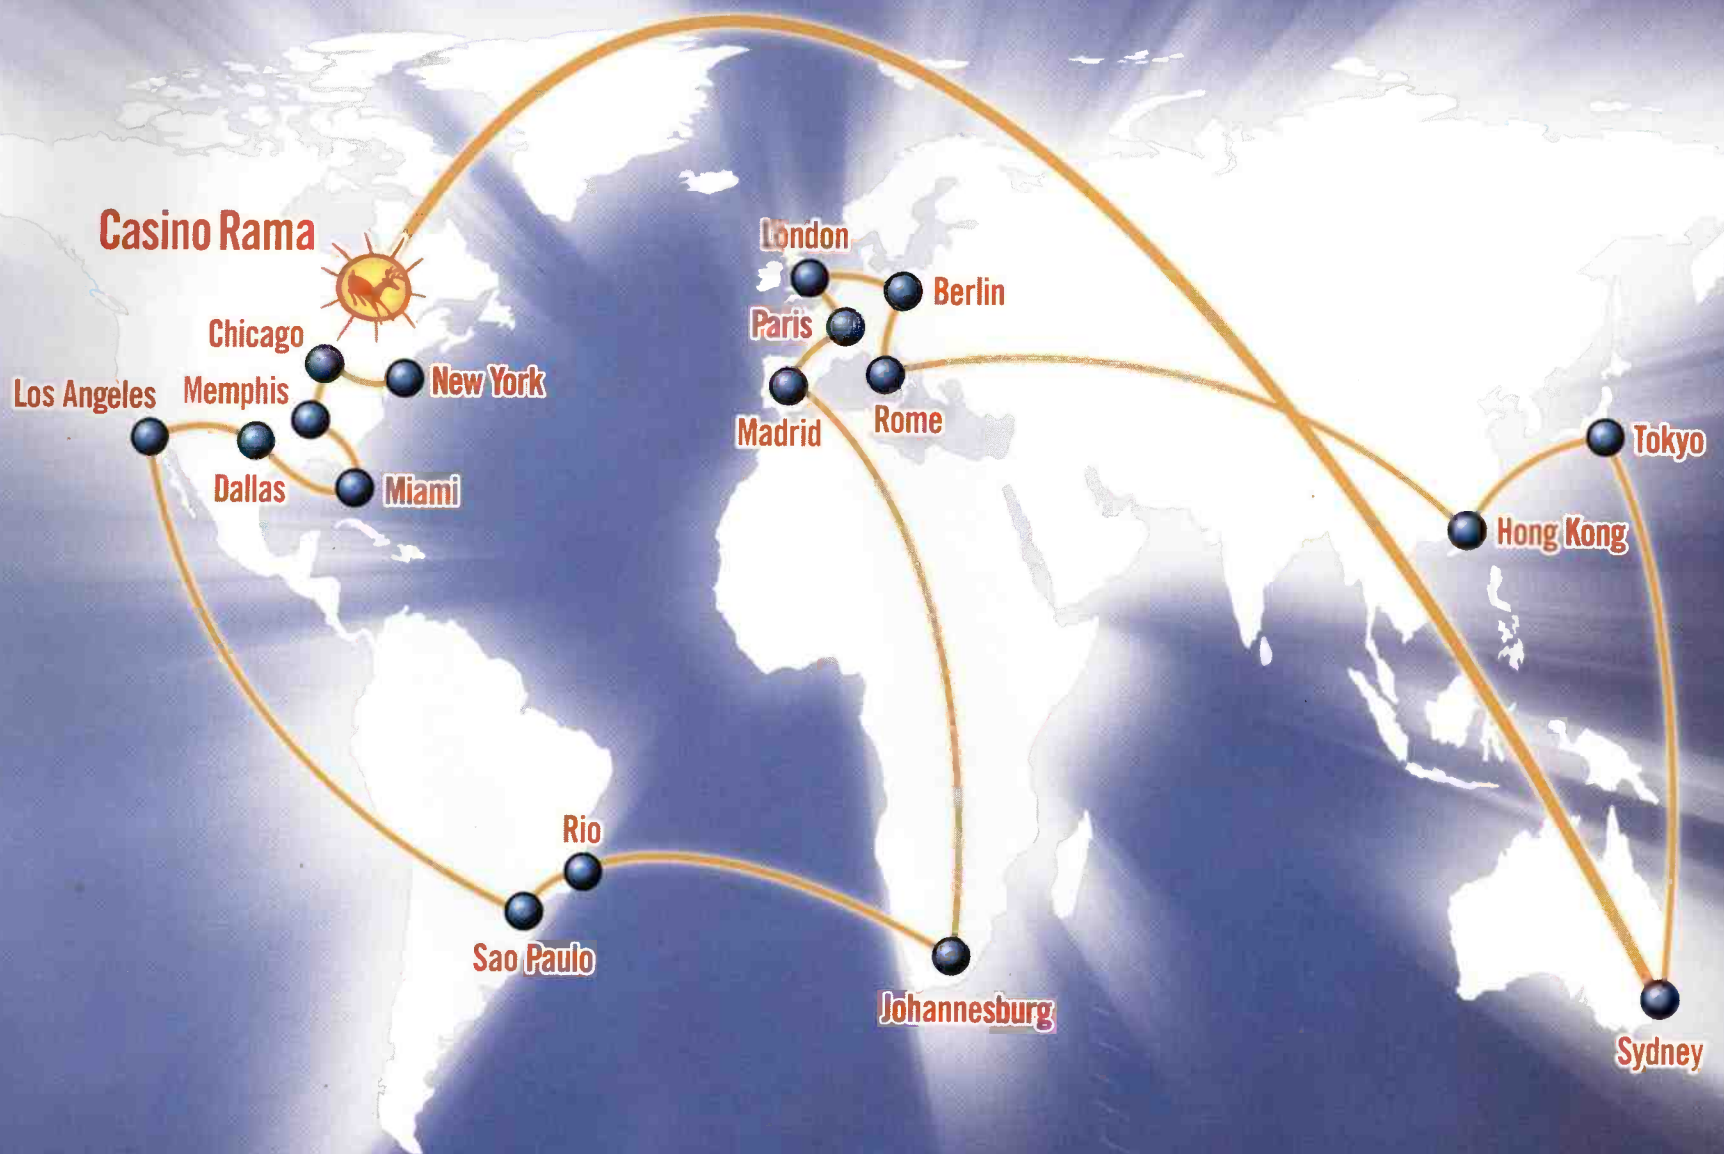 Casino Rama
London
Berlin
Paris
Chicago
New York
Los Angeles
Memphis
Madrid
Rome
Tokyo
Dallas
Miami
Hong Kong
Rio
Sao Paulo
Johannesburg
Sydney